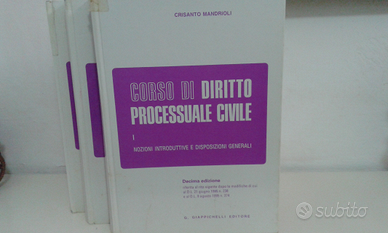 CRISANTO MANDRIOLI
CORSO DI DIRITTO
PROCESSUALE CIVILE
I
NOZIONI INTRODUTTIVE E DISPOSIZIONI GENERALI
Decima edizione
G. GIAPPICHELLI EDITORE
subito